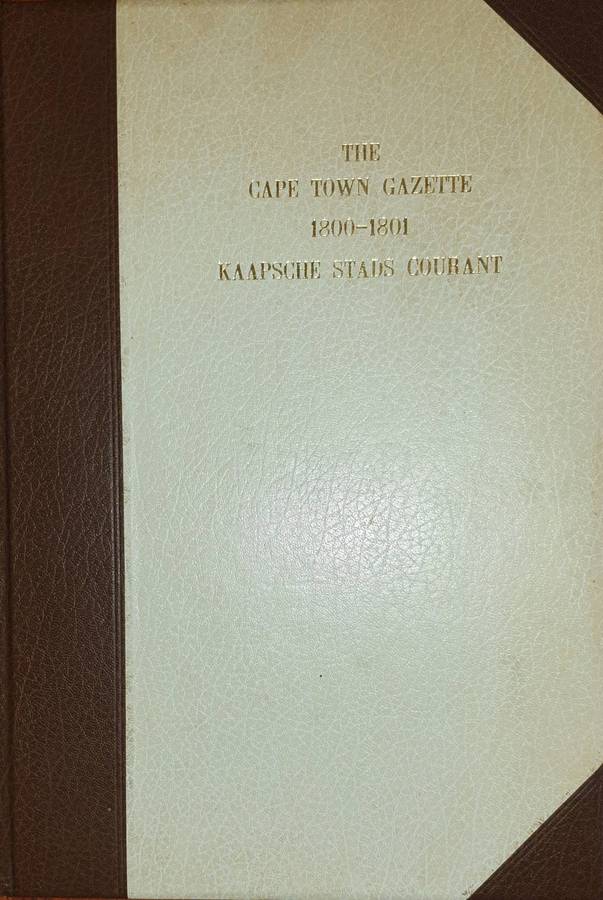 THE
CAPE TOWN GAZETTE
1800-1801
KAAPSCHE STADS COURANT